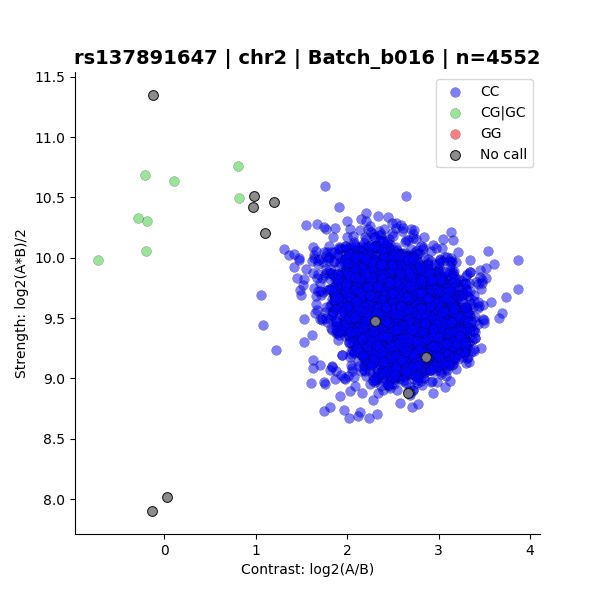 rs137891647 | chr2 | Batch_b016 | n=4552
CC
CG|GC
GG
No call
11.5
11.0
10.5
10.0
9.5
9.0
8.5
8.0
Strength: log2(A*B)/2
0
1
2
3
4
Contrast: log2(A/B)